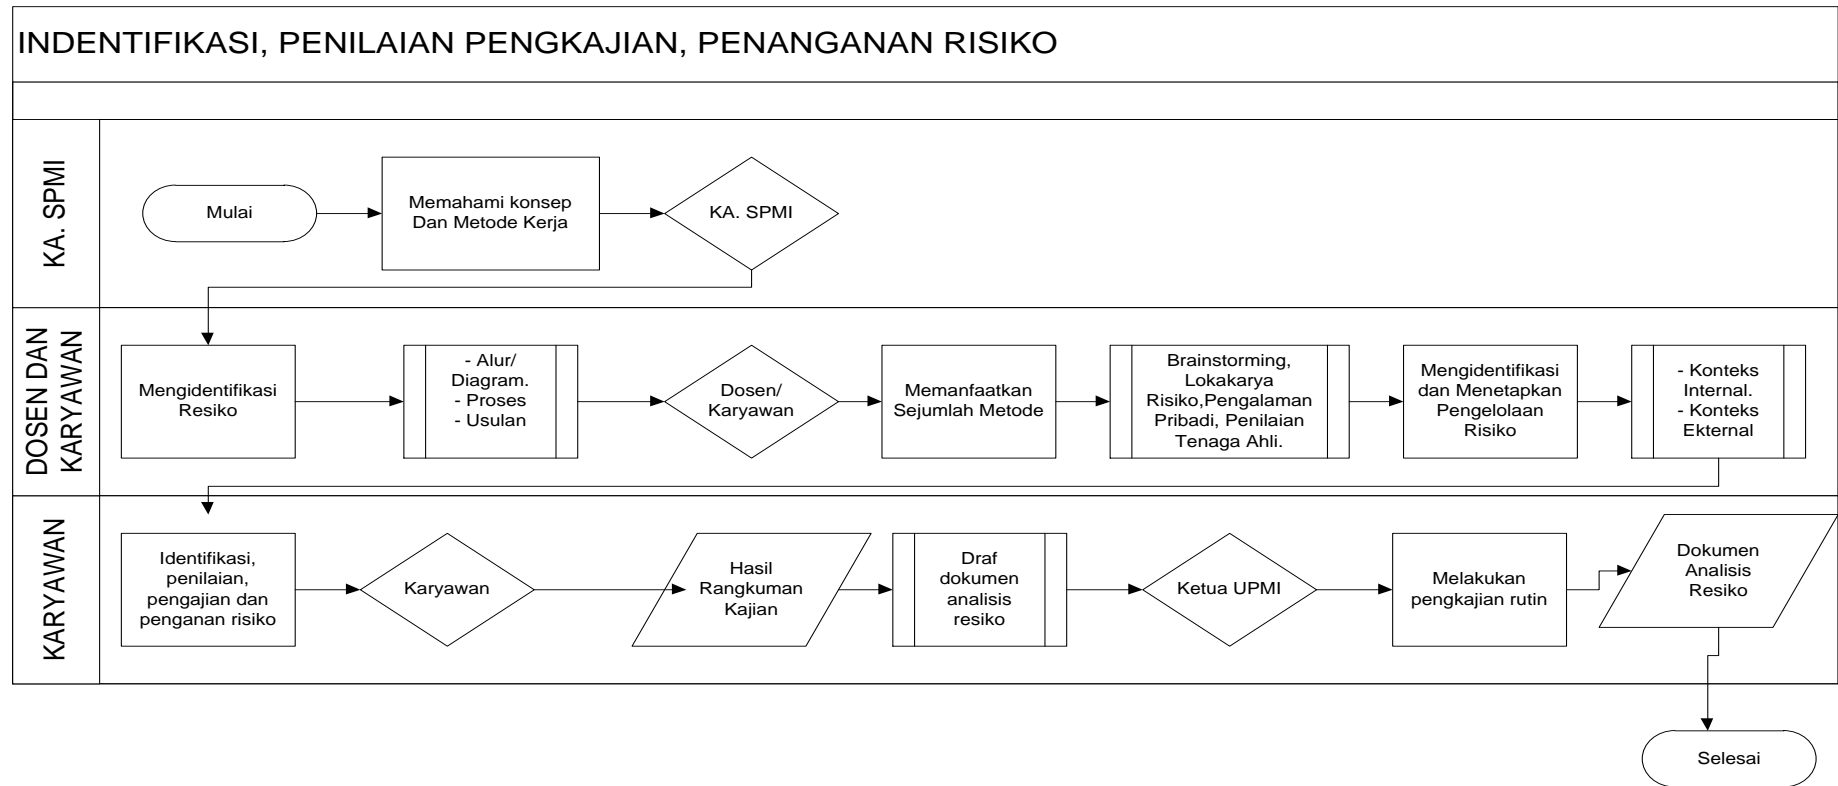 INDENTIFIKASI, PENILAIAN PENGKAJIAN, PENANGANAN RISIKO
KA. SPMI
Mulai
Memahami konsep
Dan Metode Kerja
KA. SPMI
DOSEN DAN
KARYAWAN
Mengidentifikasi
Resiko
- Alur/
Diagram.
- Proses
- Usulan
Dosen/
Karyawan
Memanfaatkan
Sejumlah Metode
Brainstorming,
Lokakarya
Risiko,Pengalaman
Pribadi, Penilaian
Tenaga Ahli.
Mengidentifikasi
dan Menetapkan
Pengelolaan
Risiko
- Konteks
Internal.
- Konteks
Ekternal
KARYAWAN
Identifikasi,
penilaian,
pengajian dan
penganan risiko
Karyawan
Hasil
Rangkuman
Kajian
Draf
dokumen
analisis
resiko
Ketua UPMI
Melakukan
pengkajian rutin
Dokumen
Analisis
Resiko
Selesai